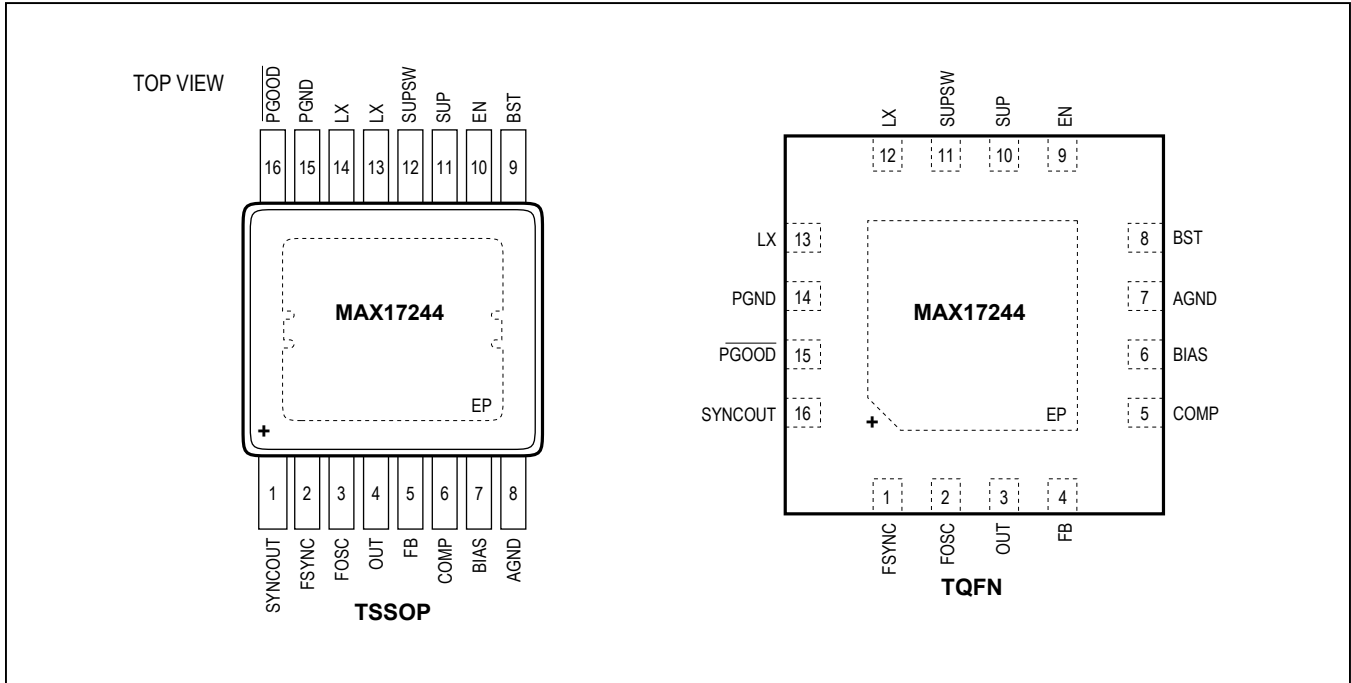 TOP VIEW
PGOOD
PGND
LX
LX
SUPSW
SUP
EN
BST
16 15 14 13 12 11 10 9
MAX17244
EP
+
1 2 3 4 5 6 7 8
SYNCOUT
FSYNC
FOSC
OUT
FB
COMP
BIAS
AGND
TSSOP
LX
SUPSW
SUP
EN
12 11 10 9
LX 13
PGND 14
PGOOD 15
SYNCOUT 16
MAX17244
8 BST
7 AGND
6 BIAS
5 COMP
+
EP
1 2 3 4
FSYNC
FOSC
OUT
FB
TQFN